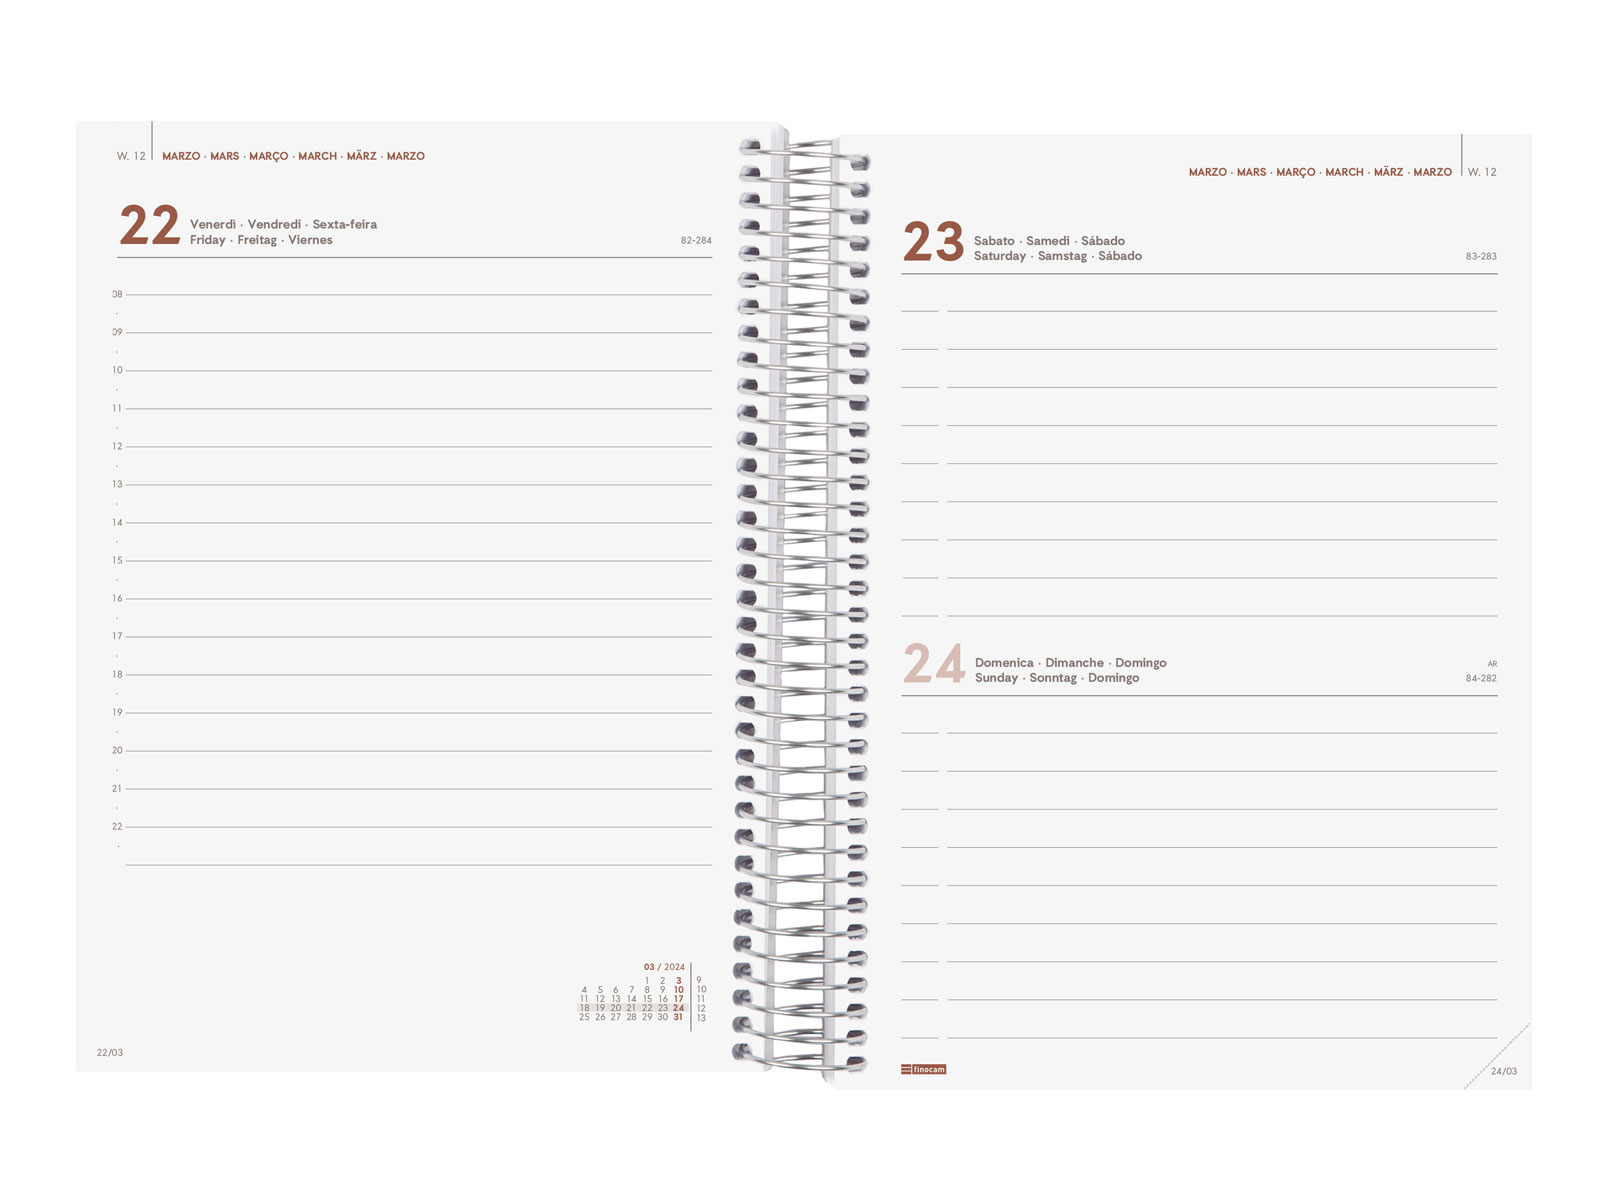 W. 12 MARZO · MARS · MARÇO · MARCH · MÄRZ · MARZO
22 Venerdì · Vendredi · Sexta-feira
Friday · Freitag · Viernes 82-284
08
09
10
11
12
13
14
15
16
17
18
19
20
21
22
03 / 2024
1 2 3 9
4 5 6 7 8 9 10 10
11 12 13 14 15 16 17 11
18 19 20 21 22 23 24 12
25 26 27 28 29 30 31 13
22/03
MARZO · MARS · MARÇO · MARCH · MÄRZ · MARZO W. 12
23 Sabato · Samedi · Sábado
Saturday · Samstag · Sábado 83-283
24 Domenica · Dimanche · Domingo AR
Sunday · Sonntag · Domingo 84-282
finocam
24/03